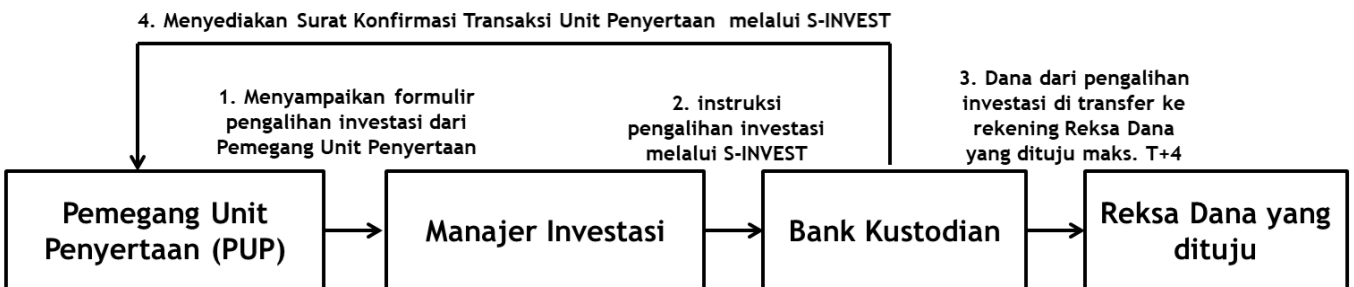 4. Menyediakan Surat Konfirmasi Transaksi Unit Penyertaan melalui S-INVEST
1. Menyampaikan formulir
pengalihan investasi dari
Pemegang Unit Penyertaan
2. instruksi
pengalihan investasi
melalui S-INVEST
3. Dana dari pengalihan
investasi di transfer ke
rekening Reksa Dana
yang dituju maks. T+4
Pemegang Unit
Penyertaan (PUP)
Manajer Investasi
Bank Kustodian
Reksa Dana yang
dituju